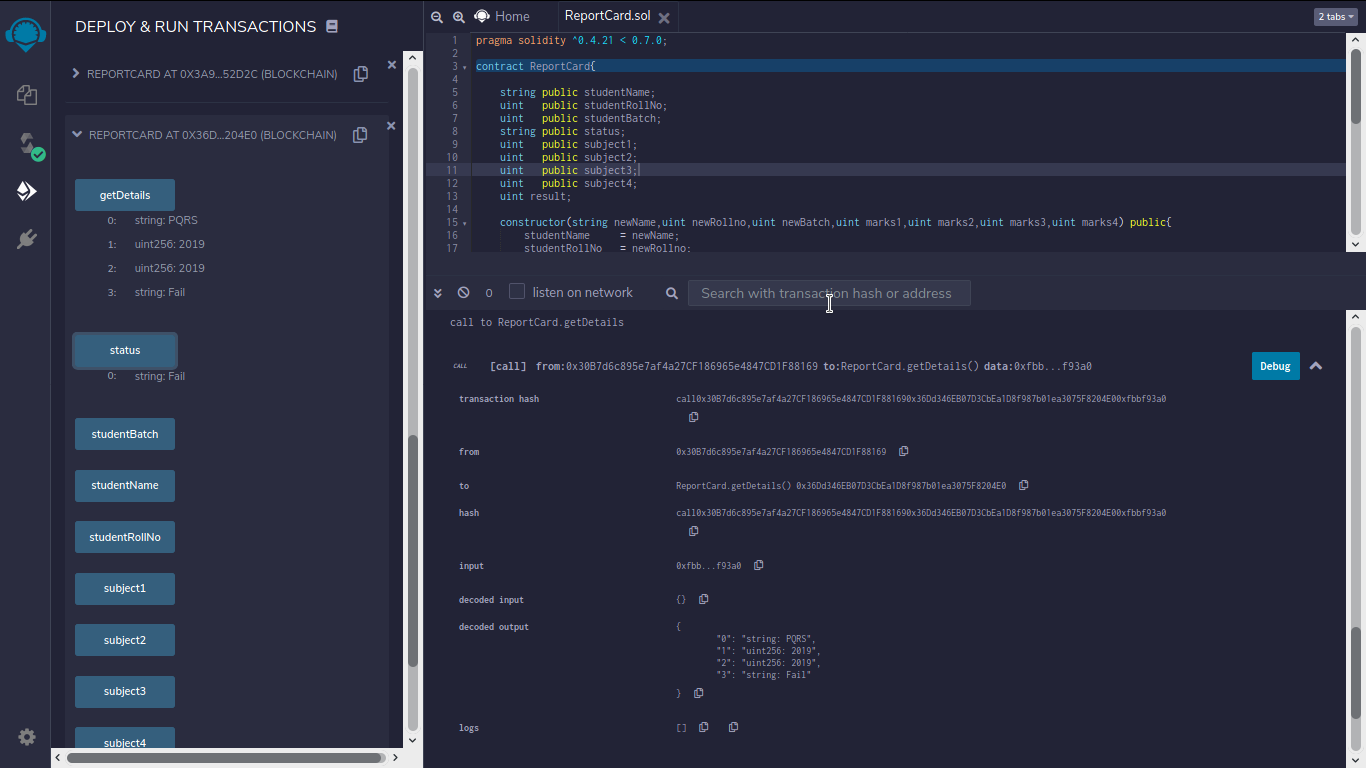 DEPLOY & RUN TRANSACTIONS
REPORTCARD AT 0X3A9...52D2C (BLOCKCHAIN)
REPORTCARD AT 0X36D...204E0 (BLOCKCHAIN)
getDetails
0: string: PQRS
1: uint256: 2019
2: uint256: 2019
3: string: Fail
status
0: string: Fail
studentBatch
studentName
studentRollNo
subject1
subject2
subject3
subject4
Home
ReportCard.sol
2 tabs
1 pragma solidity ^0.4.21 < 0.7.0;
2
3 contract ReportCard{
4
5 string public studentName;
6 uint public studentRollNo;
7 uint public studentBatch;
8 string public status;
9 uint public subject1;
10 uint public subject2;
11 uint public subject3;
12 uint public subject4;
13 uint result;
14
15 constructor(string newName,uint newRollno,uint newBatch,uint marks1,uint marks2,uint marks3,uint marks4) public{
16 studentName = newName;
17 studentRollNo = newRollno;
0 listen on network Search with transaction hash or address
call to ReportCard.getDetails
CALL [call] from:0x30B7d6c895e7af4a27CF186965e4847CD1F88169 to:ReportCard.getDetails() data:0xfbb...f93a0 Debug
transaction hash call0x30B7d6c895e7af4a27CF186965e4847CD1F881690x36Dd346EB07D3CbEa1D8f987b01ea3075F8204E00xfbbf93a0
from 0x30B7d6c895e7af4a27CF186965e4847CD1F88169
to ReportCard.getDetails() 0x36Dd346EB07D3CbEa1D8f987b01ea3075F8204E0
hash call0x30B7d6c895e7af4a27CF186965e4847CD1F881690x36Dd346EB07D3CbEa1D8f987b01ea3075F8204E00xfbbf93a0
input 0xfbb...f93a0
decoded input {}
decoded output {
"0": "string: PQRS",
"1": "uint256: 2019",
"2": "uint256: 2019",
"3": "string: Fail"
}
logs []